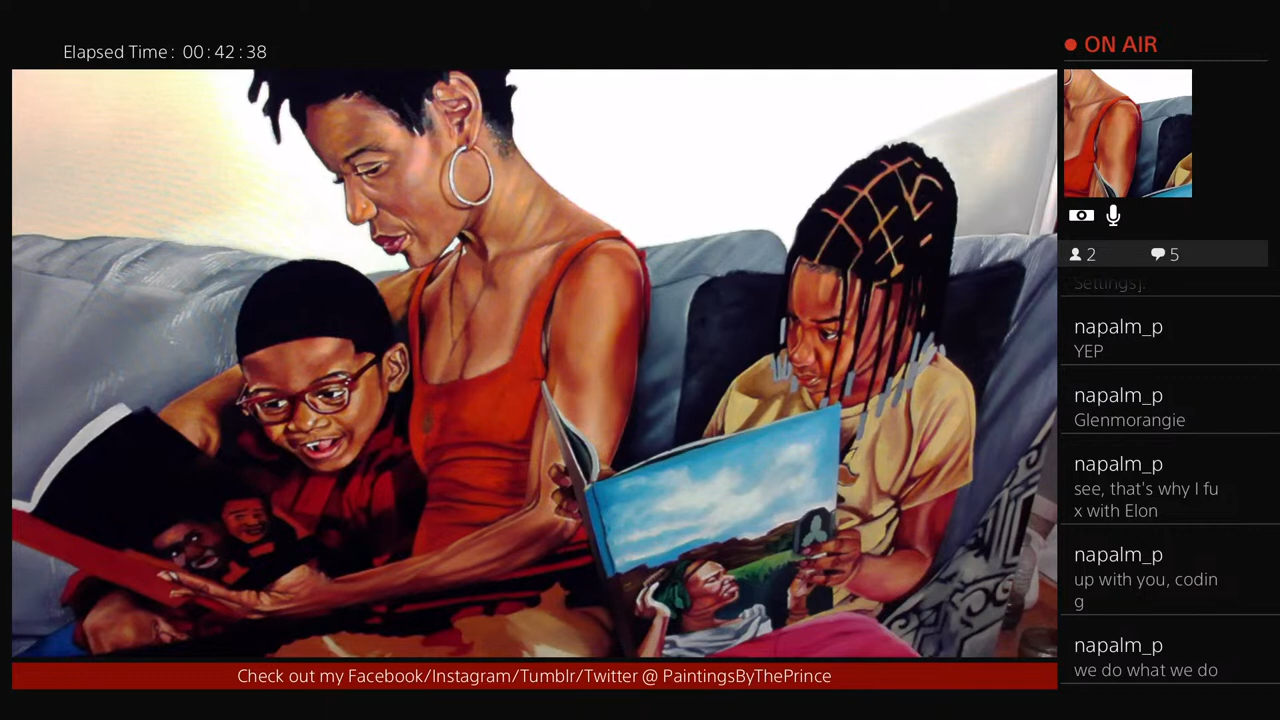 Elapsed Time: 00:42:38
ON AIR
2
5
Settings].
napalm_p
YEP
napalm_p
Glenmorangie
napalm_p
see, that's why I fu
x with Elon
napalm_p
up with you, codin
g
napalm_p
we do what we do
Check out my Facebook/Instagram/Tumblr/Twitter @ PaintingsByThePrince